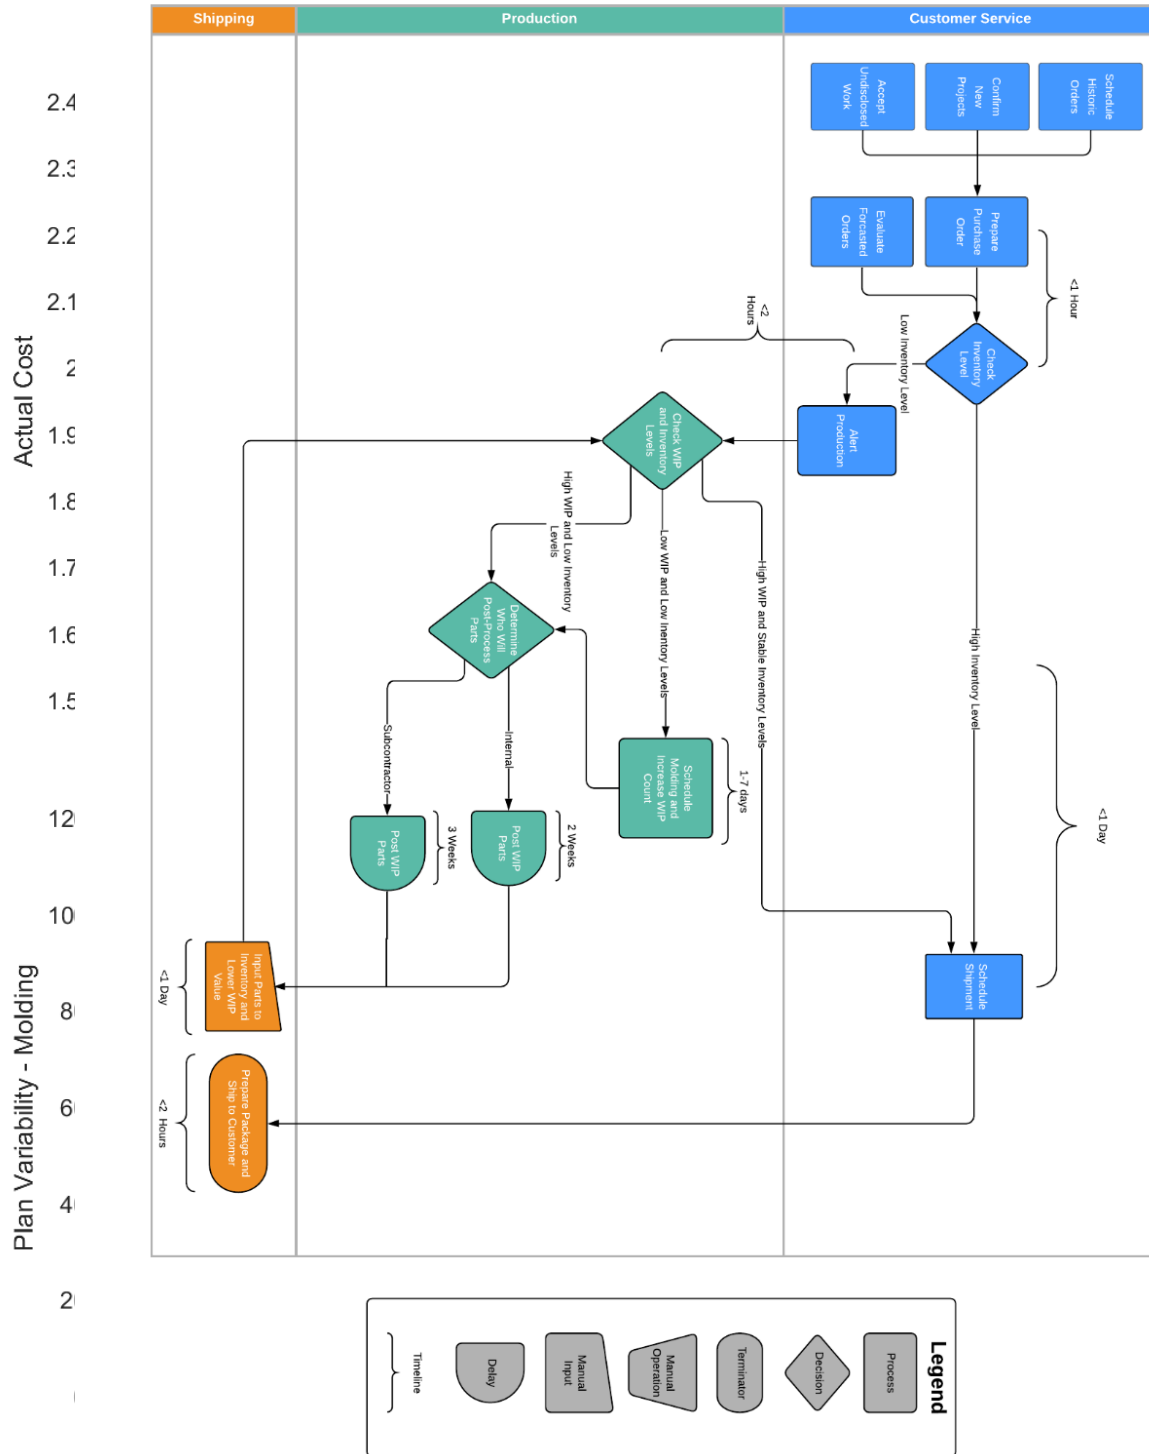 Shipping
Production
Customer Service
Schedule
Historic
Orders
Confirm
New
Projects
Accept
Undisclosed
Work
Prepare
Purchase
Order
Evaluate
Forcasted
Orders
<1 Hour
Check
Inventory
Level
Low Inventory Level
High Inventory Level
<2
Hours
Alert
Production
Check WIP
and Inventory
Levels
High WIP and Low Inventory
Levels
Low WIP and Low Inentory Levels
High WIP and Stable Inventory Levels
Determine
Who Will
Post-Process
Parts
Subcontractor
Internal
Schedule
Molding and
Increase WIP
Count
1-7 days
Post WIP
Parts
2 Weeks
Post WIP
Parts
3 Weeks
<1 Day
Schedule
Shipment
Input Parts to
Inventory and
Lower WIP
Value
<1 Day
Prepare Package and
Ship to Customer
<2 Hours
Legend
Process
Decision
Terminator
Manual
Operation
Manual
Input
Delay
Timeline
Actual Cost
2.4
2.3
2.2
2.1
2
1.9
1.8
1.7
1.6
1.5
Plan Variability - Molding
12
10
8
6
4
2